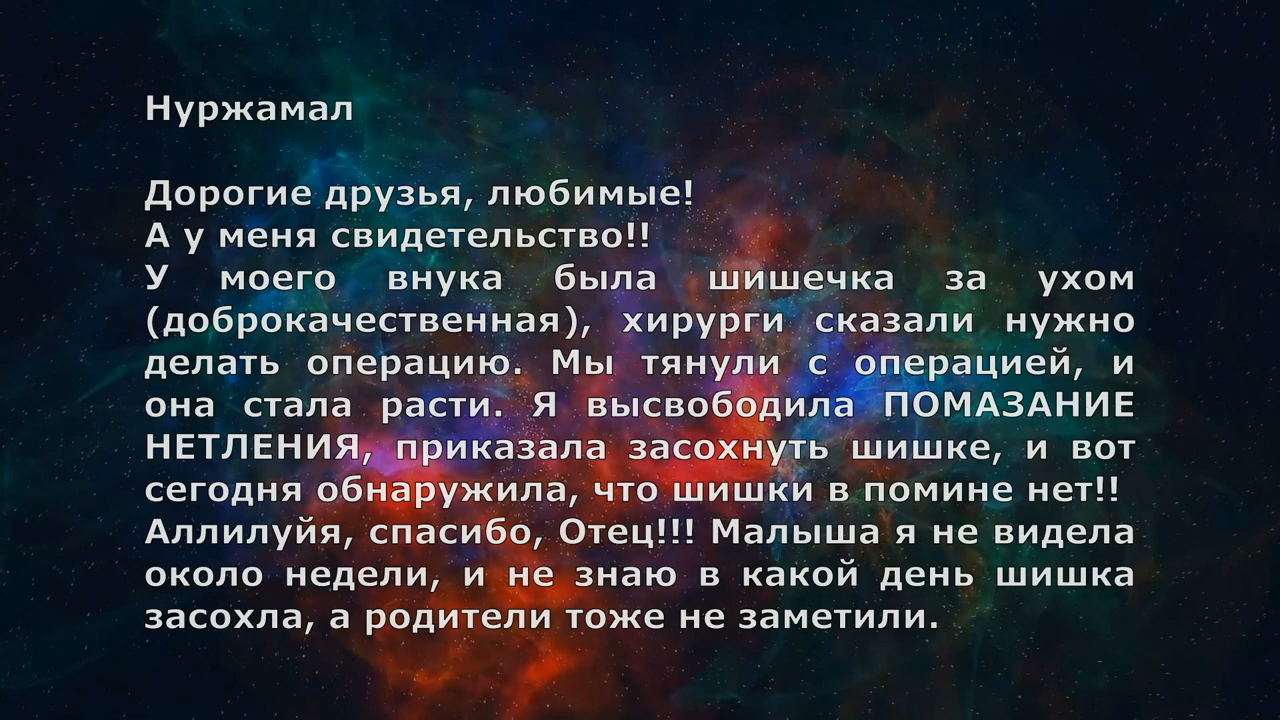 Нуржамал
Дорогие друзья, любимые!
А у меня свидетельство!!
У моего внука была шишечка за ухом
(доброкачественная), хирурги сказали нужно
делать операцию. Мы тянули с операцией, и
она стала расти. Я высвободила ПОМАЗАНИЕ
НЕТЛЕНИЯ, приказала засохнуть шишке, и вот
сегодня обнаружила, что шишки в помине нет!!
Аллилуйя, спасибо, Отец!!! Малыша я не видела
около недели, и не знаю в какой день шишка
засохла, а родители тоже не заметили.